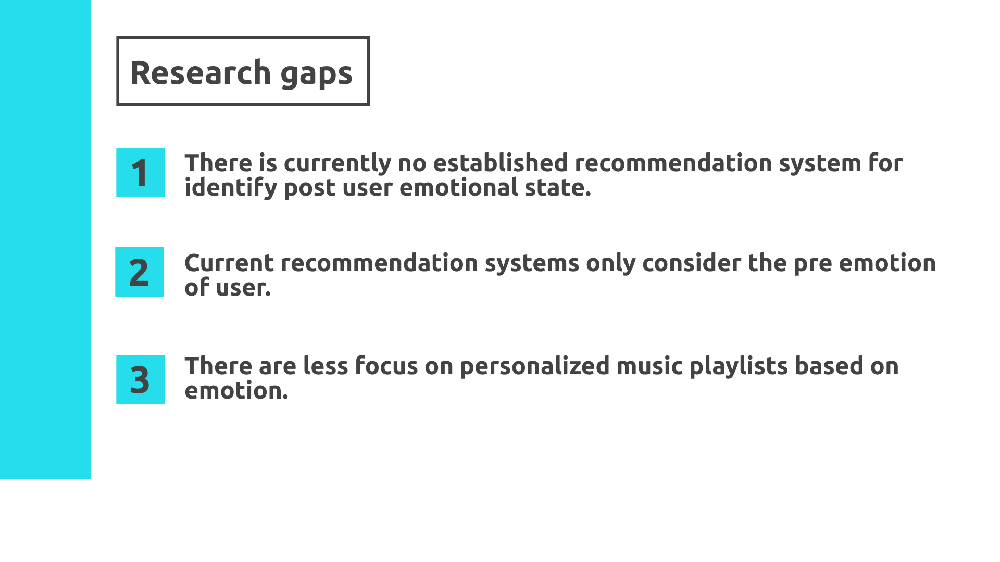 Research gaps
1
There is currently no established recommendation system for
identify post user emotional state.
2
Current recommendation systems only consider the pre emotion
of user.
3
There are less focus on personalized music playlists based on
emotion.